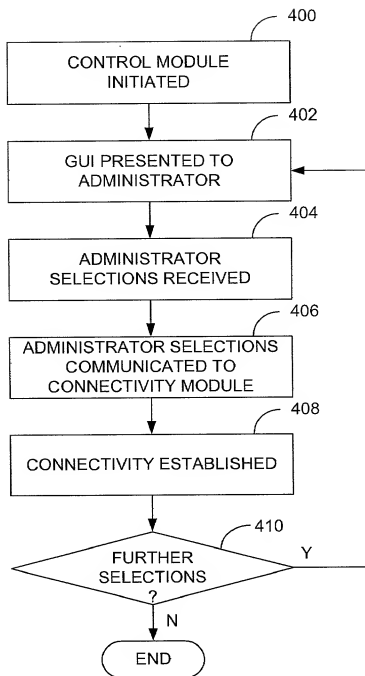 400
CONTROL MODULE
INITIATED
402
GUI PRESENTED TO
ADMINISTRATOR
404
ADMINISTRATOR
SELECTIONS RECEIVED
406
ADMINISTRATOR SELECTIONS
COMMUNICATED TO
CONNECTIVITY MODULE
408
CONNECTIVITY ESTABLISHED
410
FURTHER
SELECTIONS
?
Y
N
END